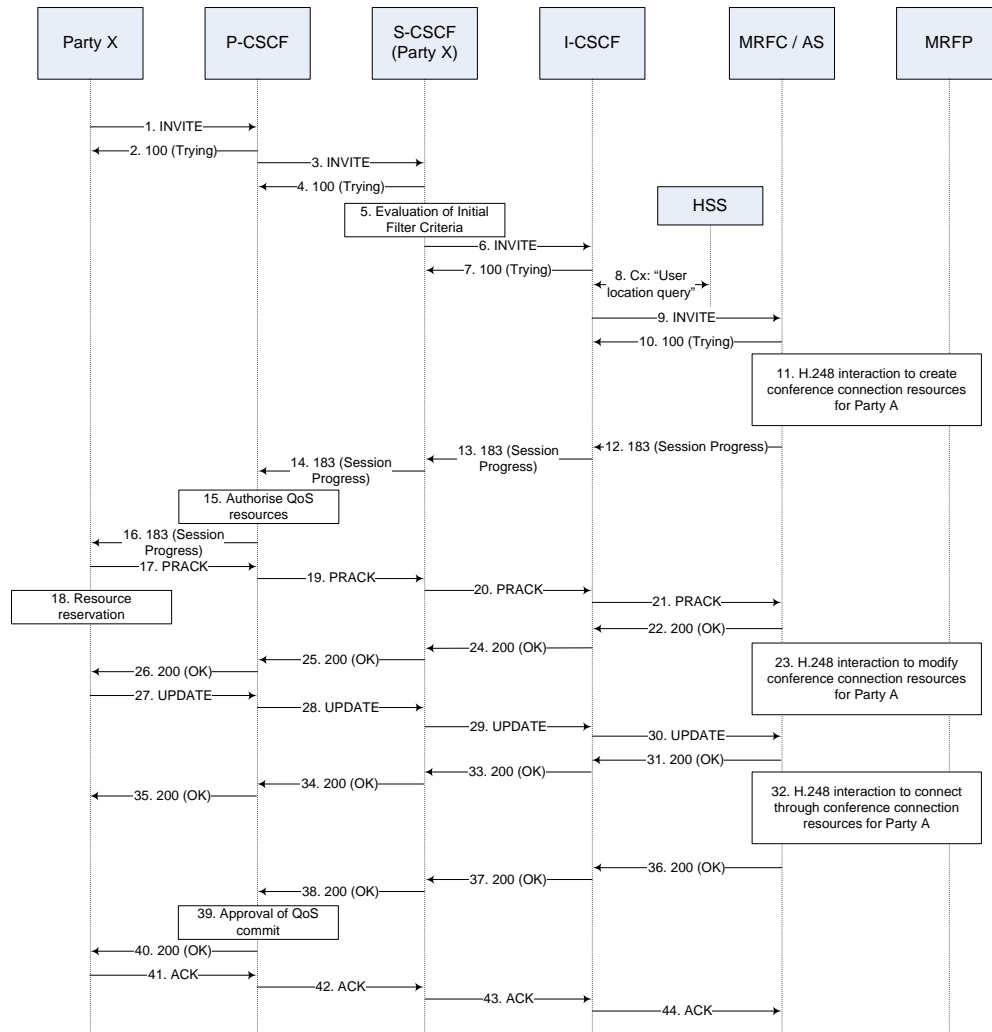 Party X
P-CSCF
S-CSCF
(Party X)
I-CSCF
MRFC / AS
MRFP
1. INVITE
2. 100 (Trying)
3. INVITE
4. 100 (Trying)
5. Evaluation of Initial
Filter Criteria
HSS
6. INVITE
7. 100 (Trying)
8. Cx: “User
location query”
9. INVITE
10. 100 (Trying)
11. H.248 interaction to create
conference connection resources
for Party A
12. 183 (Session Progress)
13. 183 (Session
Progress)
14. 183 (Session
Progress)
15. Authorise QoS
resources
16. 183 (Session
Progress)
17. PRACK
18. Resource
reservation
19. PRACK
20. PRACK
21. PRACK
22. 200 (OK)
23. H.248 interaction to modify
conference connection resources
for Party A
24. 200 (OK)
25. 200 (OK)
26. 200 (OK)
27. UPDATE
28. UPDATE
29. UPDATE
30. UPDATE
31. 200 (OK)
32. H.248 interaction to connect
through conference connection
resources for Party A
33. 200 (OK)
34. 200 (OK)
35. 200 (OK)
36. 200 (OK)
37. 200 (OK)
38. 200 (OK)
39. Approval of QoS
commit
40. 200 (OK)
41. ACK
42. ACK
43. ACK
44. ACK